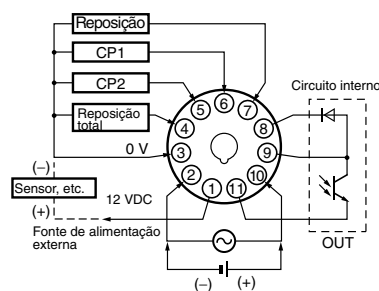 Reposição
CP1
CP2
Reposição
total
0 V
(−)
Sensor, etc.
(+)
12 VDC
Fonte de alimentação
externa
1
2
3
4
5
6
7
8
9
10
11
(−)
(+)
Circuito interno
OUT